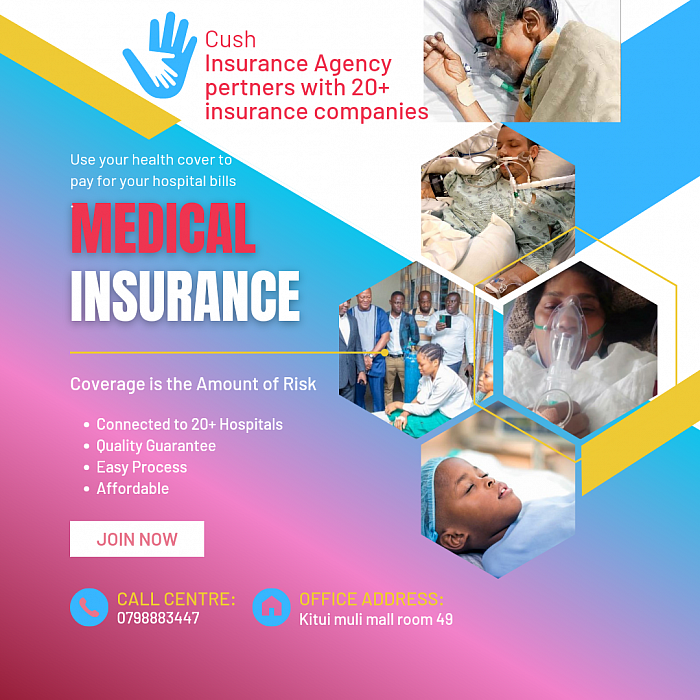 Cush
Insurance Agency
pertners with 20+
insurance companies
Use your health cover to
pay for your hospital bills
MEDICAL
INSURANCE
Coverage is the Amount of Risk
Connected to 20+ Hospitals
Quality Guarantee
Easy Process
Affordable
JOIN NOW
CALL CENTRE:
0798883447
OFFICE ADDRESS:
Kitui muli mall room 49